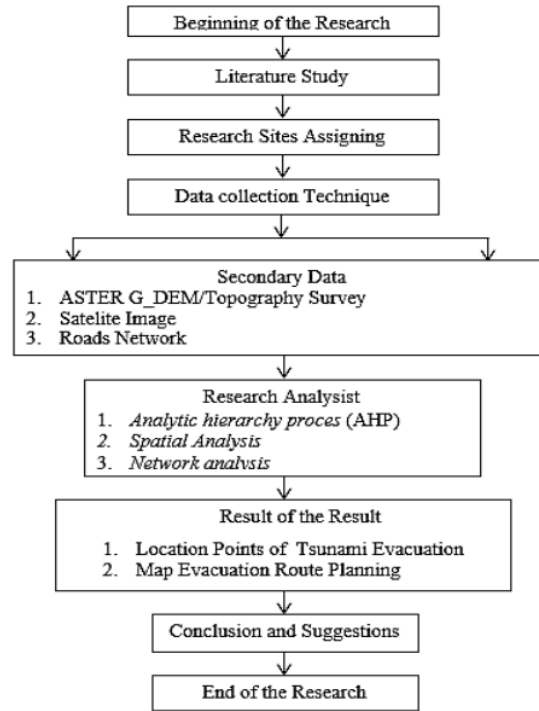 Beginning of the Research
Literature Study
Research Sites Assigning
Data collection Technique
Secondary Data
1. ASTER G_DEM/Topography Survey
2. Satelite Image
3. Roads Network
Research Analysist
1. Analytic hierarchy proces (AHP)
2. Spatial Analysis
3. Network analysis
Result of the Result
1. Location Points of Tsunami Evacuation
2. Map Evacuation Route Planning
Conclusion and Suggestions
End of the Research